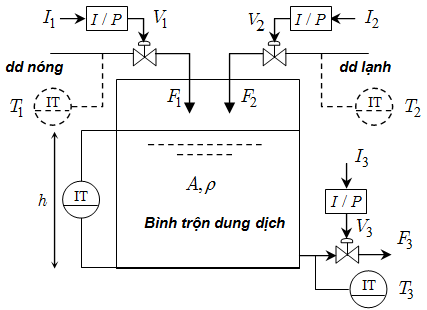 I1 I / P V1 V2 I / P I2
dd nóng dd lạnh
T1 IT F1 F2 IT T2
I3
h IT A, ρ I / P
Bình trộn dung dịch V3 F3
IT T3